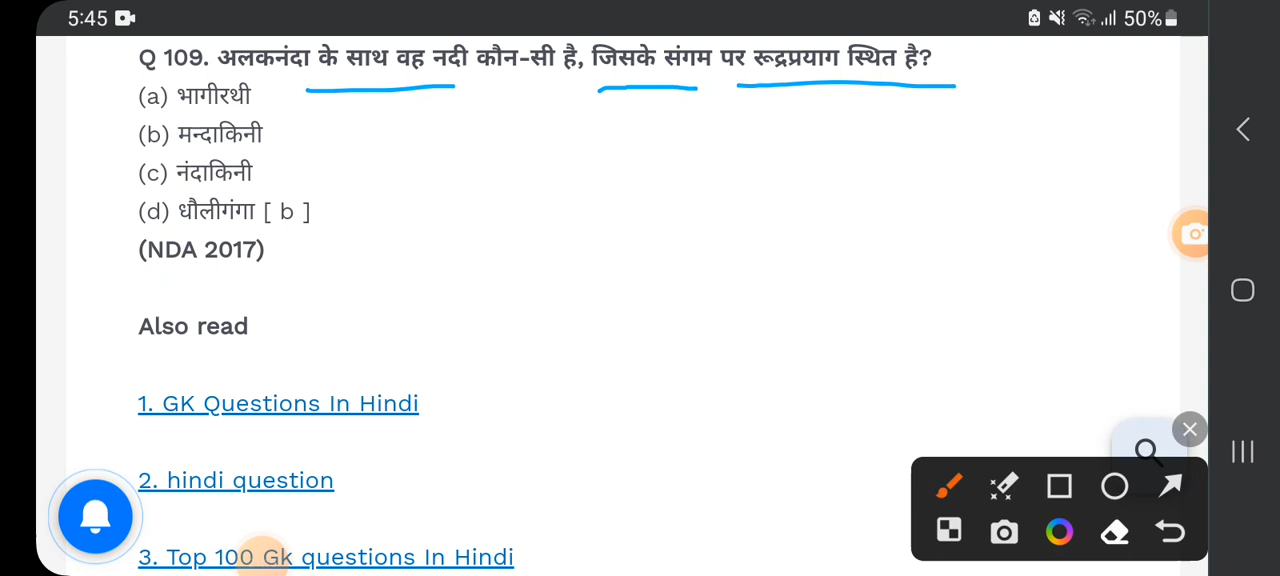 5:45
50%
Q 109. अलकनंदा के साथ वह नदी कौन-सी है, जिसके संगम पर रूद्रप्रयाग स्थित है?
(a) भागीरथी
(b) मन्दाकिनी
(c) नंदाकिनी
(d) धौलीगंगा [ b ]
(NDA 2017)
Also read
1. GK Questions In Hindi
2. hindi question
3. Top 100 Gk questions In Hindi